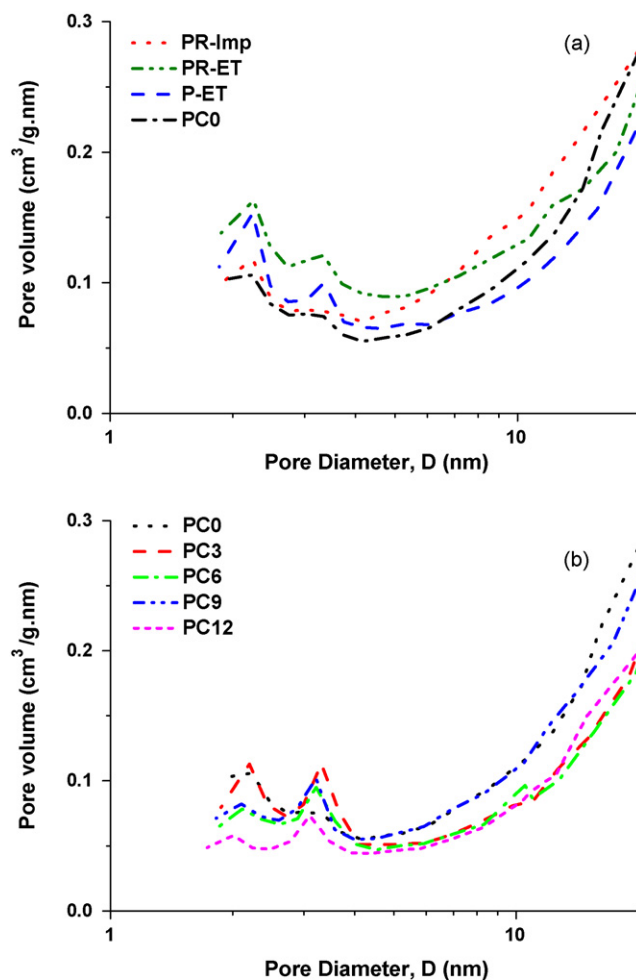 0.3
(a)
PR-Imp
PR-ET
P-ET
PC0
0.2
0.1
0.0
Pore volume (cm³/g.nm)
1
10
Pore Diameter, D (nm)
0.3
(b)
PC0
PC3
PC6
PC9
PC12
0.2
0.1
0.0
Pore volume (cm³/g.nm)
1
10
Pore Diameter, D (nm)